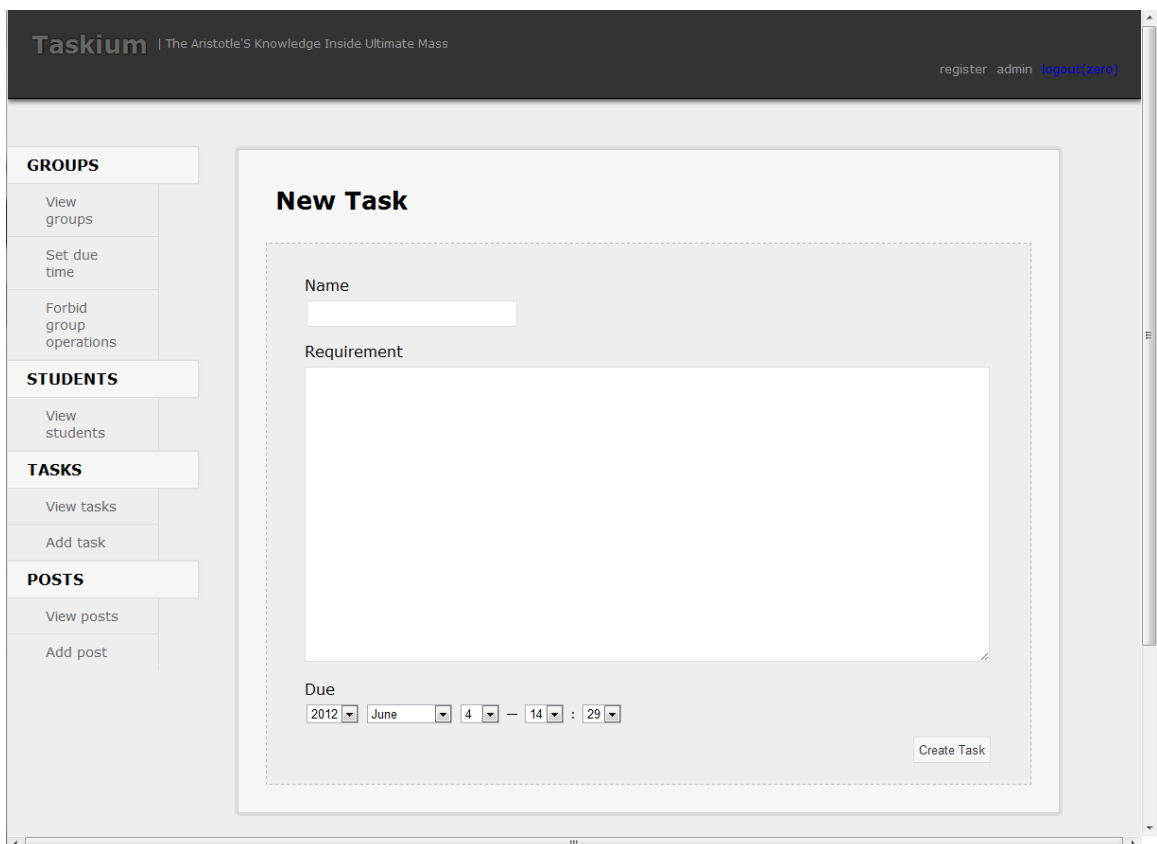 Taskium | The Aristotle'S Knowledge Inside Ultimate Mass
register admin logout(zero)
GROUPS
View
groups
Set due
time
Forbid
group
operations
STUDENTS
View
students
TASKS
View tasks
Add task
POSTS
View posts
Add post
New Task
Name
Requirement
Due
2012 June 4 — 14 : 29
Create Task